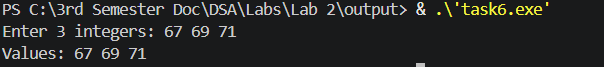 PS C:\3rd Semester Doc\DSA\Labs\Lab 2\output> & .\'task6.exe'
Enter 3 integers: 67 69 71
Values: 67 69 71